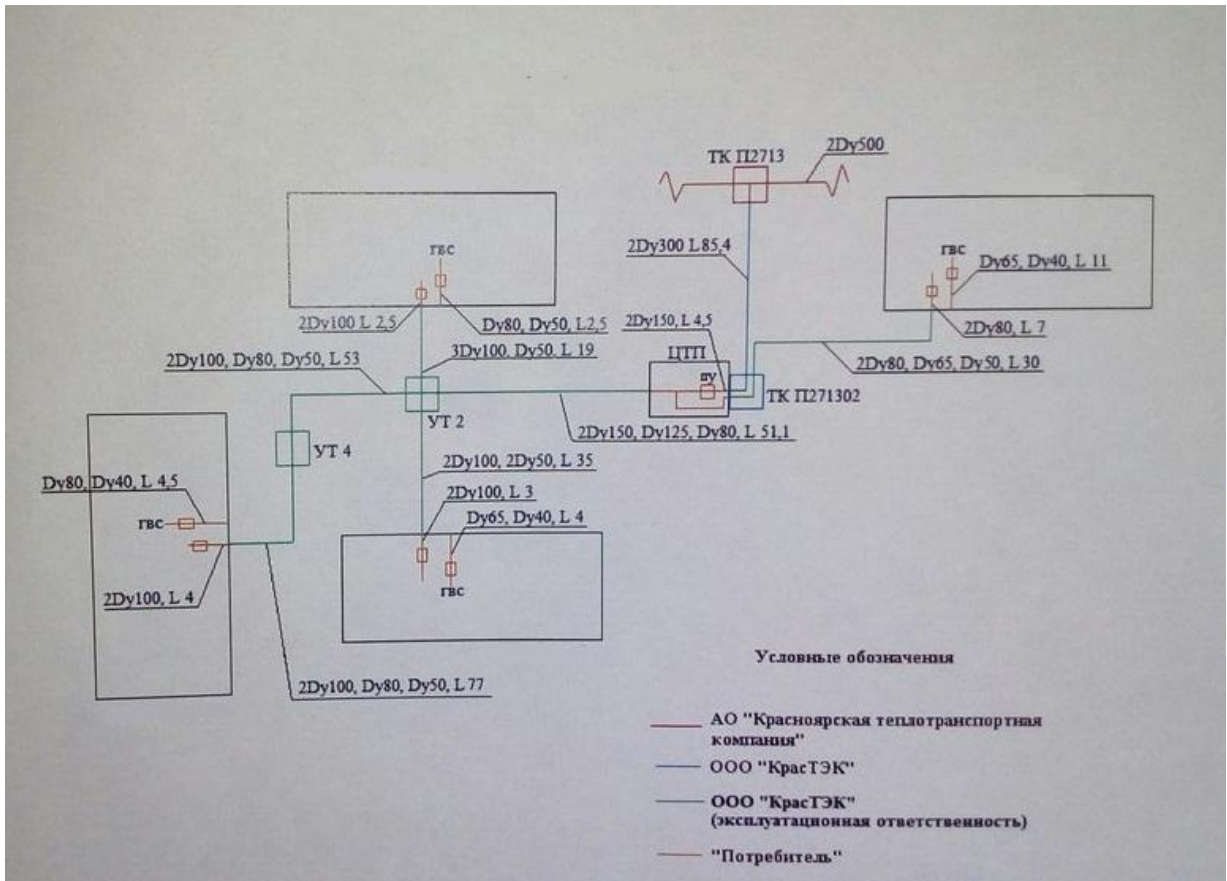 2Dy500
ТК П2713
2Dy300 L85,4
ГВС
Dy65, Dy40, L 11
ГВС
2Dy100 L 2,5
Dy80, Dy50, L2,5
2Dy150, L 4,5
2Dy80, L 7
2Dy100, Dy80, Dy50, L 53
3Dy100. Dy50, L 19
ЦТП
ПУ
2Dy80, Dy65, Dy50, L 30
ТК П271302
УТ 2
2Dy150, Dy125, Dy80, L 51,1
УТ 4
2Dy100, 2Dy50, L 35
Dy80, Dy40, L 4,5
2Dy100, L 3
Dy65, Dy40, L 4
ГВС
ГВС
2Dy100, L 4
2Dy100, Dy80, Dy50, L 77
Условные обозначения
АО "Красноярская теплотранспортная
компания"
ООО "КрасТЭК"
ООО "КрасТЭК"
(эксплуатационная ответственность)
"Потребитель"